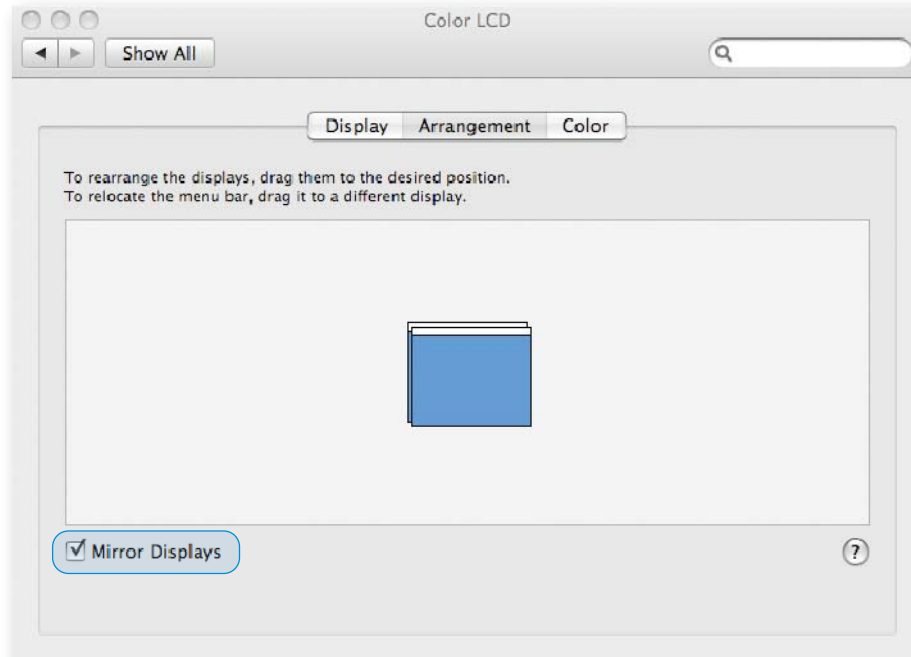 Color LCD
Show All
Display Arrangement Color
To rearrange the displays, drag them to the desired position.
To relocate the menu bar, drag it to a different display.
Mirror Displays
?